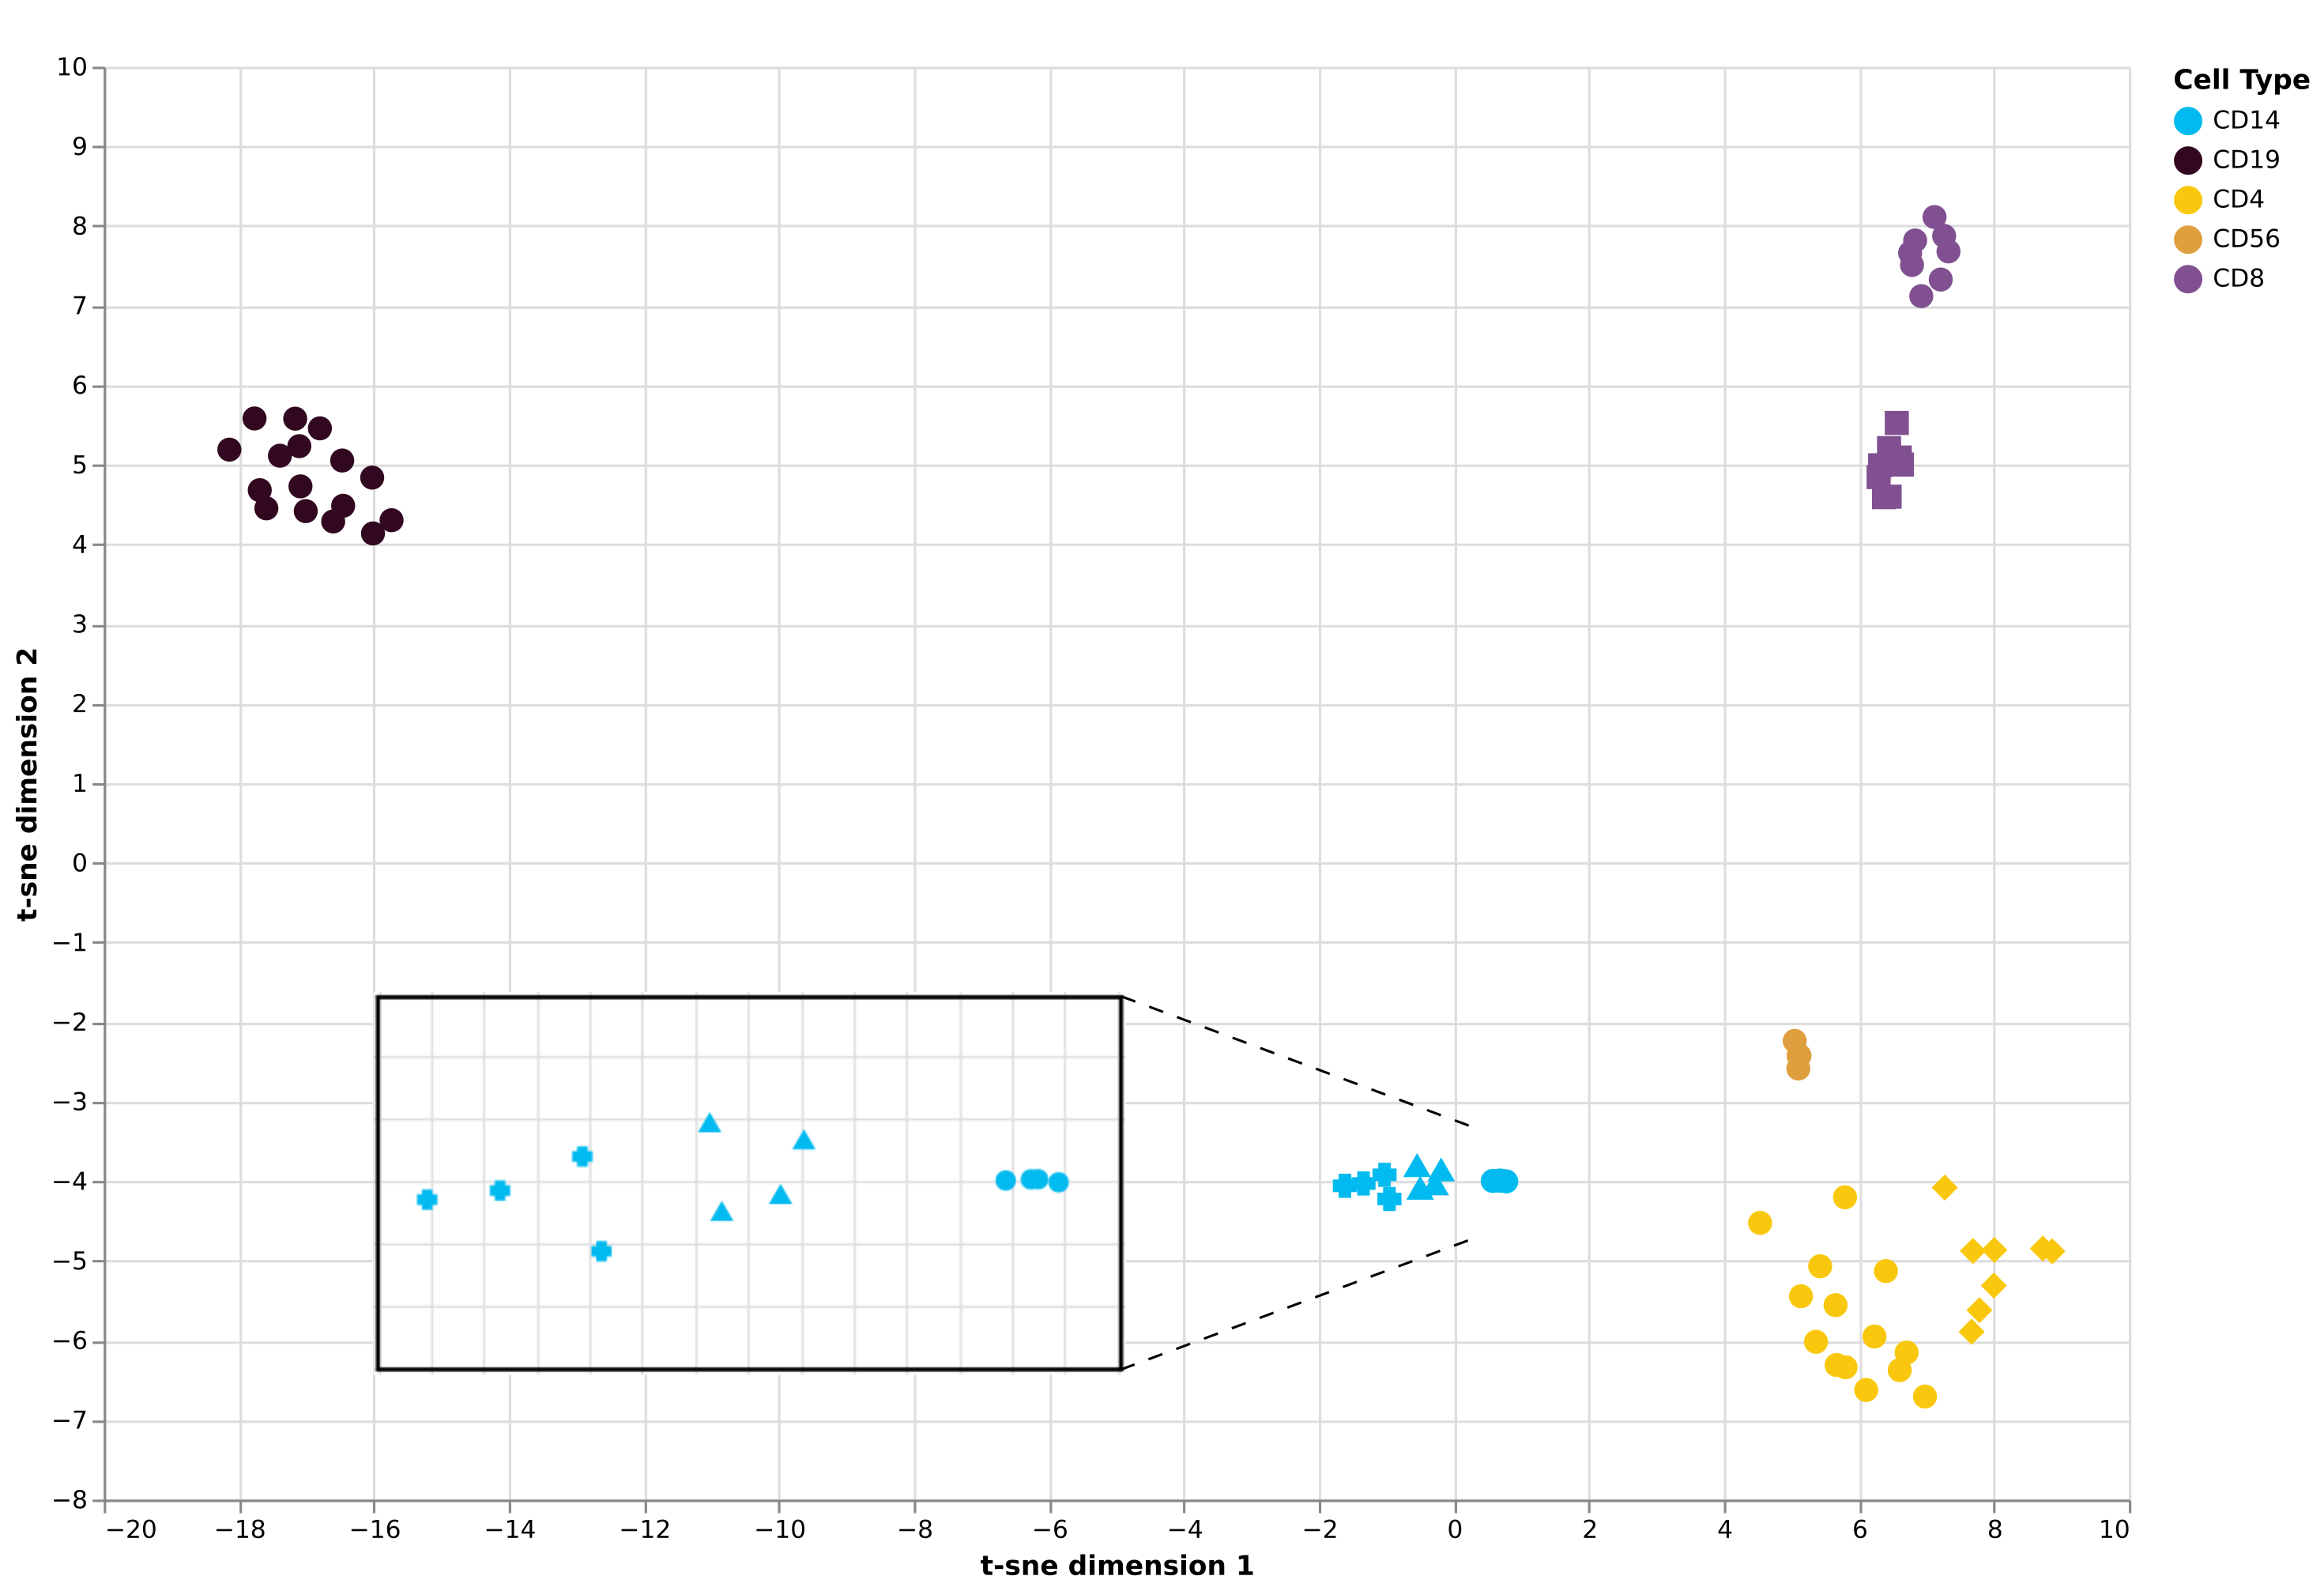 Cell Type
CD14
CD19
CD4
CD56
CD8
t-sne dimension 2
10
9
8
7
6
5
4
3
2
1
0
−1
−2
−3
−4
−5
−6
−7
−8
−20 −18 −16 −14 −12 −10 −8 −6 −4 −2 0 2 4 6 8 10
t-sne dimension 1